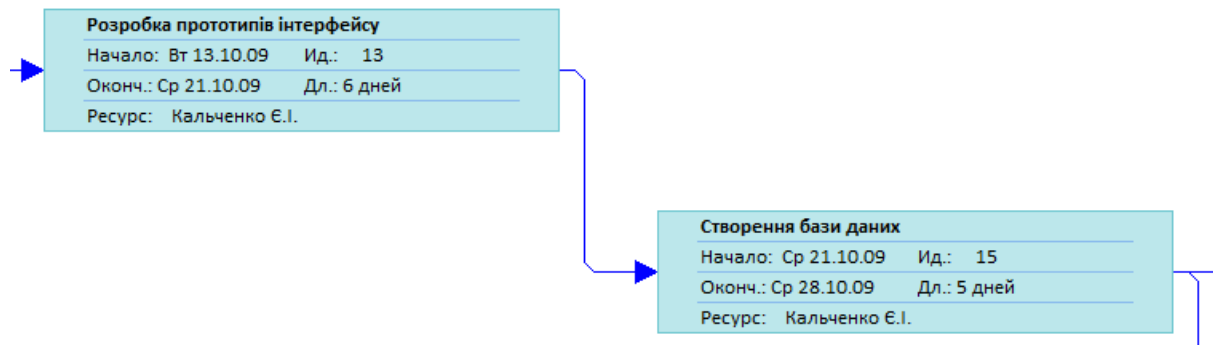 Розробка прототипів інтерфейсу
Начало: Вт 13.10.09 Ид.: 13
Оконч.: Ср 21.10.09 Дл.: 6 дней
Ресурс: Кальченко Є.І.
Створення бази даних
Начало: Ср 21.10.09 Ид.: 15
Оконч.: Ср 28.10.09 Дл.: 5 дней
Ресурс: Кальченко Є.І.